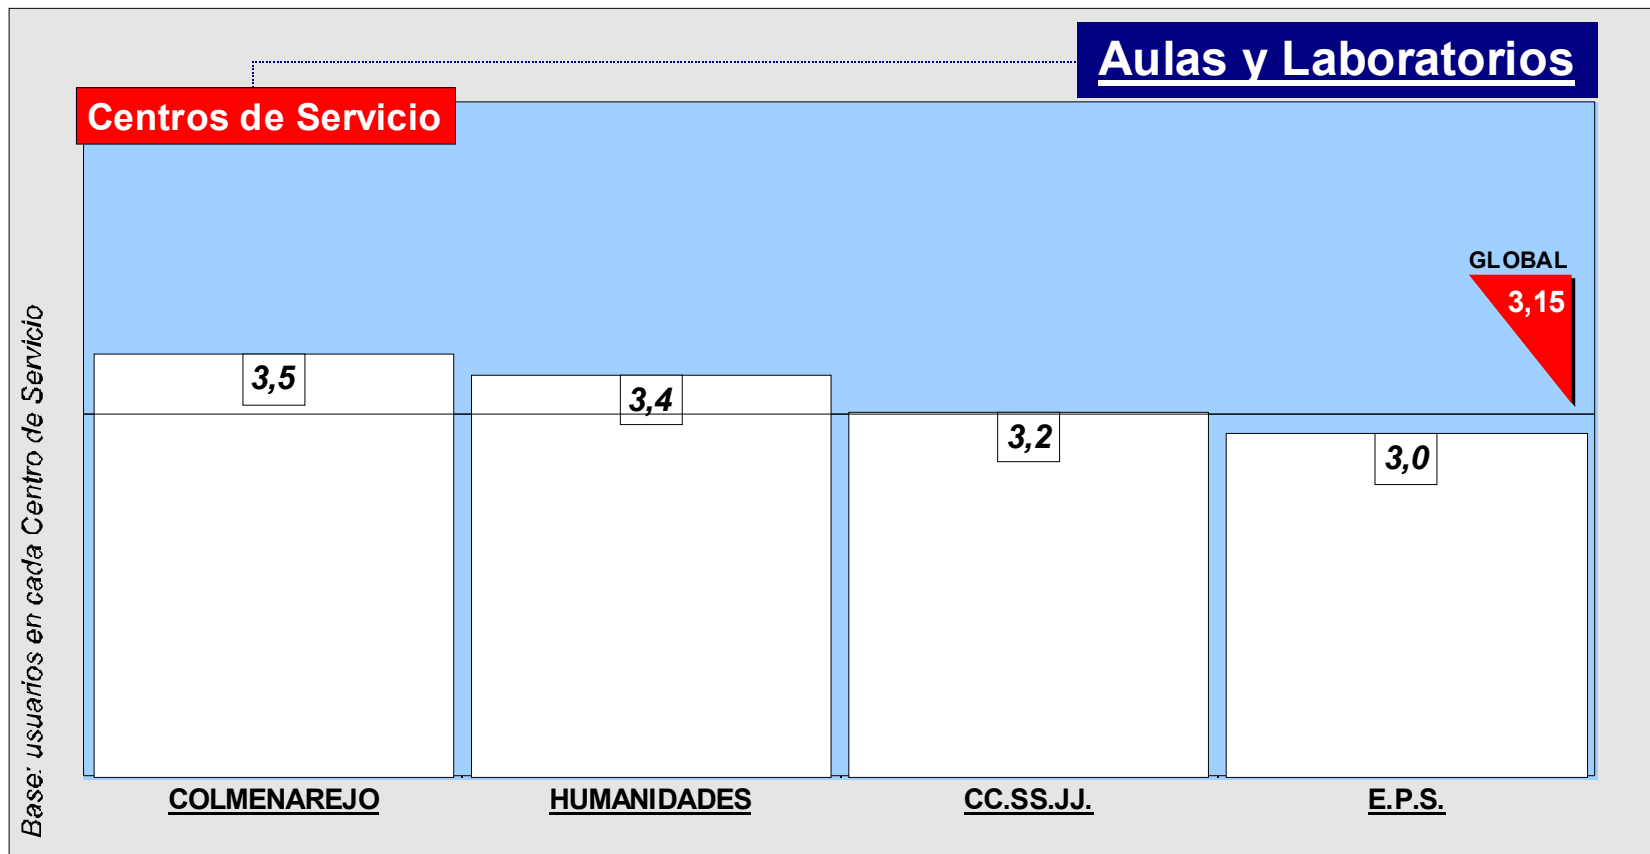 Aulas y Laboratorios
Centros de Servicio
GLOBAL
3,15
3,5
3,4
3,2
3,0
COLMENAREJO
HUMANIDADES
CC.SS.JJ.
E.P.S.
Base: usuarios en cada Centro de Servicio